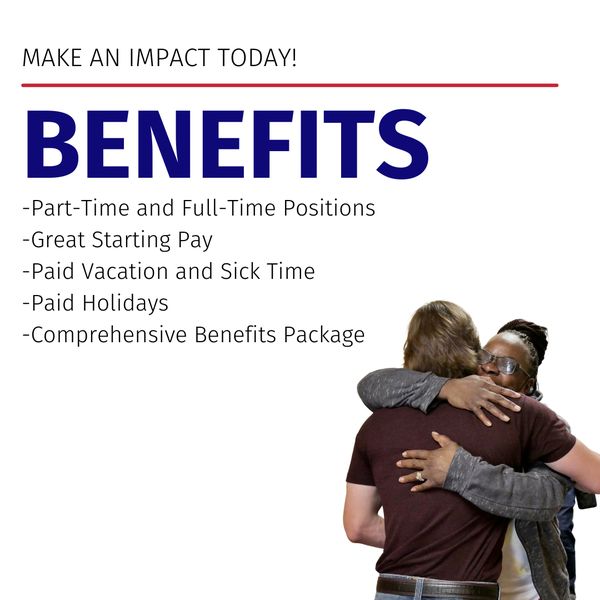 MAKE AN IMPACT TODAY!
BENEFITS
-Part-Time and Full-Time Positions
-Great Starting Pay
-Paid Vacation and Sick Time
-Paid Holidays
-Comprehensive Benefits Package